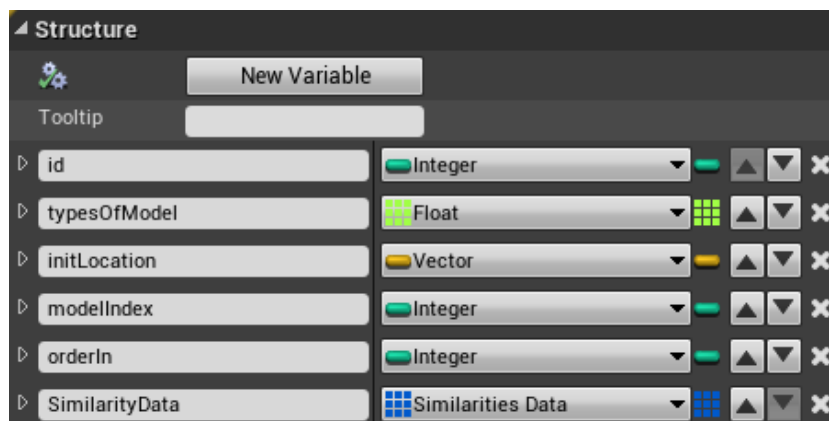 Structure
New Variable
Tooltip
id Integer
typesOfModel Float
initLocation Vector
modelIndex Integer
orderIn Integer
SimilarityData Similarities Data